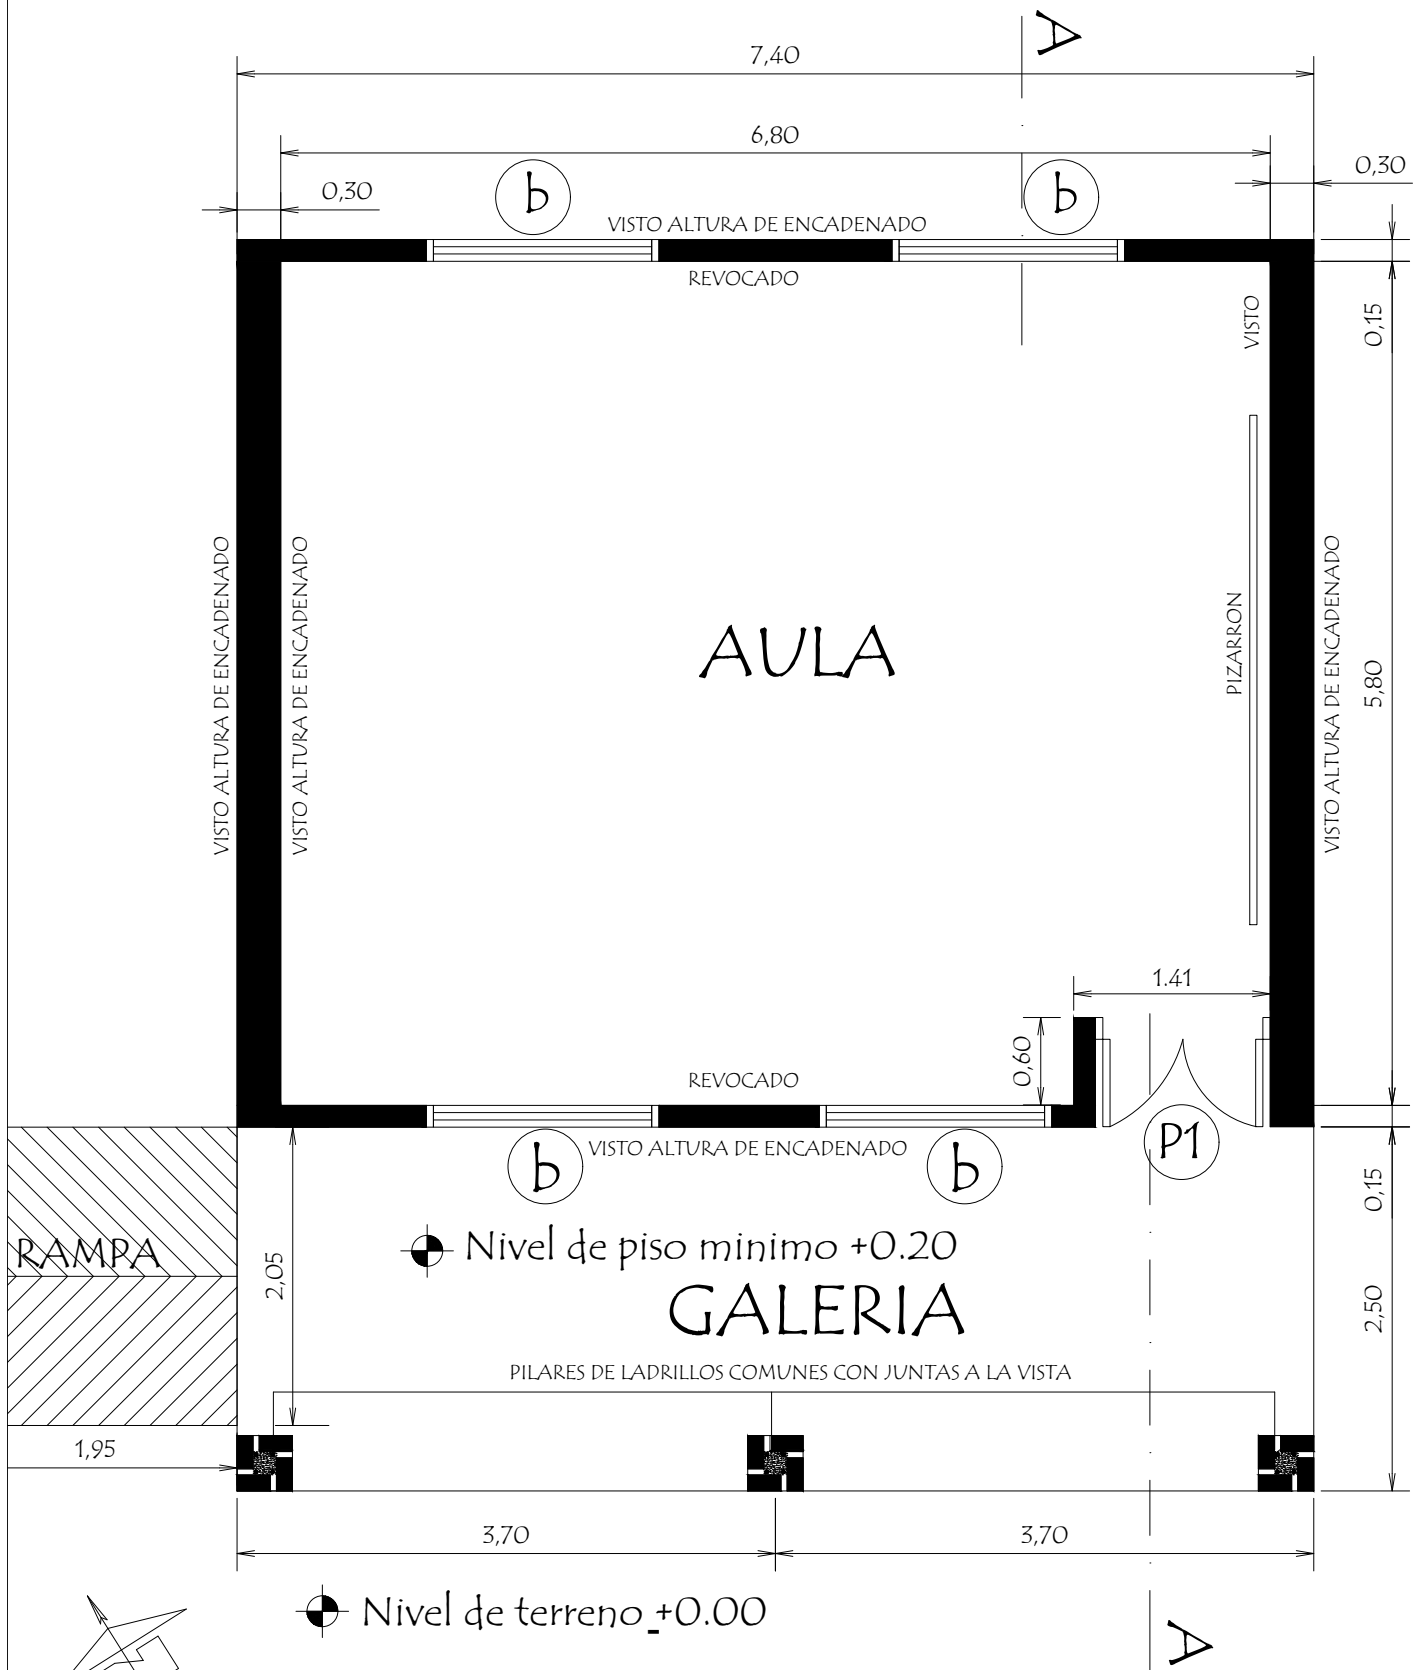 A
7,40
6,80
0,30
0,30
b
b
VISTO ALTURA DE ENCADENADO
REVOCADO
VISTO
0,15
VISTO ALTURA DE ENCADENADO
VISTO ALTURA DE ENCADENADO
AULA
PIZARRON
VISTO ALTURA DE ENCADENADO
5,80
1.41
0,60
REVOCADO
P1
b
VISTO ALTURA DE ENCADENADO
b
0,15
RAMPA
2,05
Nivel de piso minimo +0.20
GALERIA
2,50
PILARES DE LADRILLOS COMUNES CON JUNTAS A LA VISTA
1,95
3,70
3,70
Nivel de terreno ±0.00
A